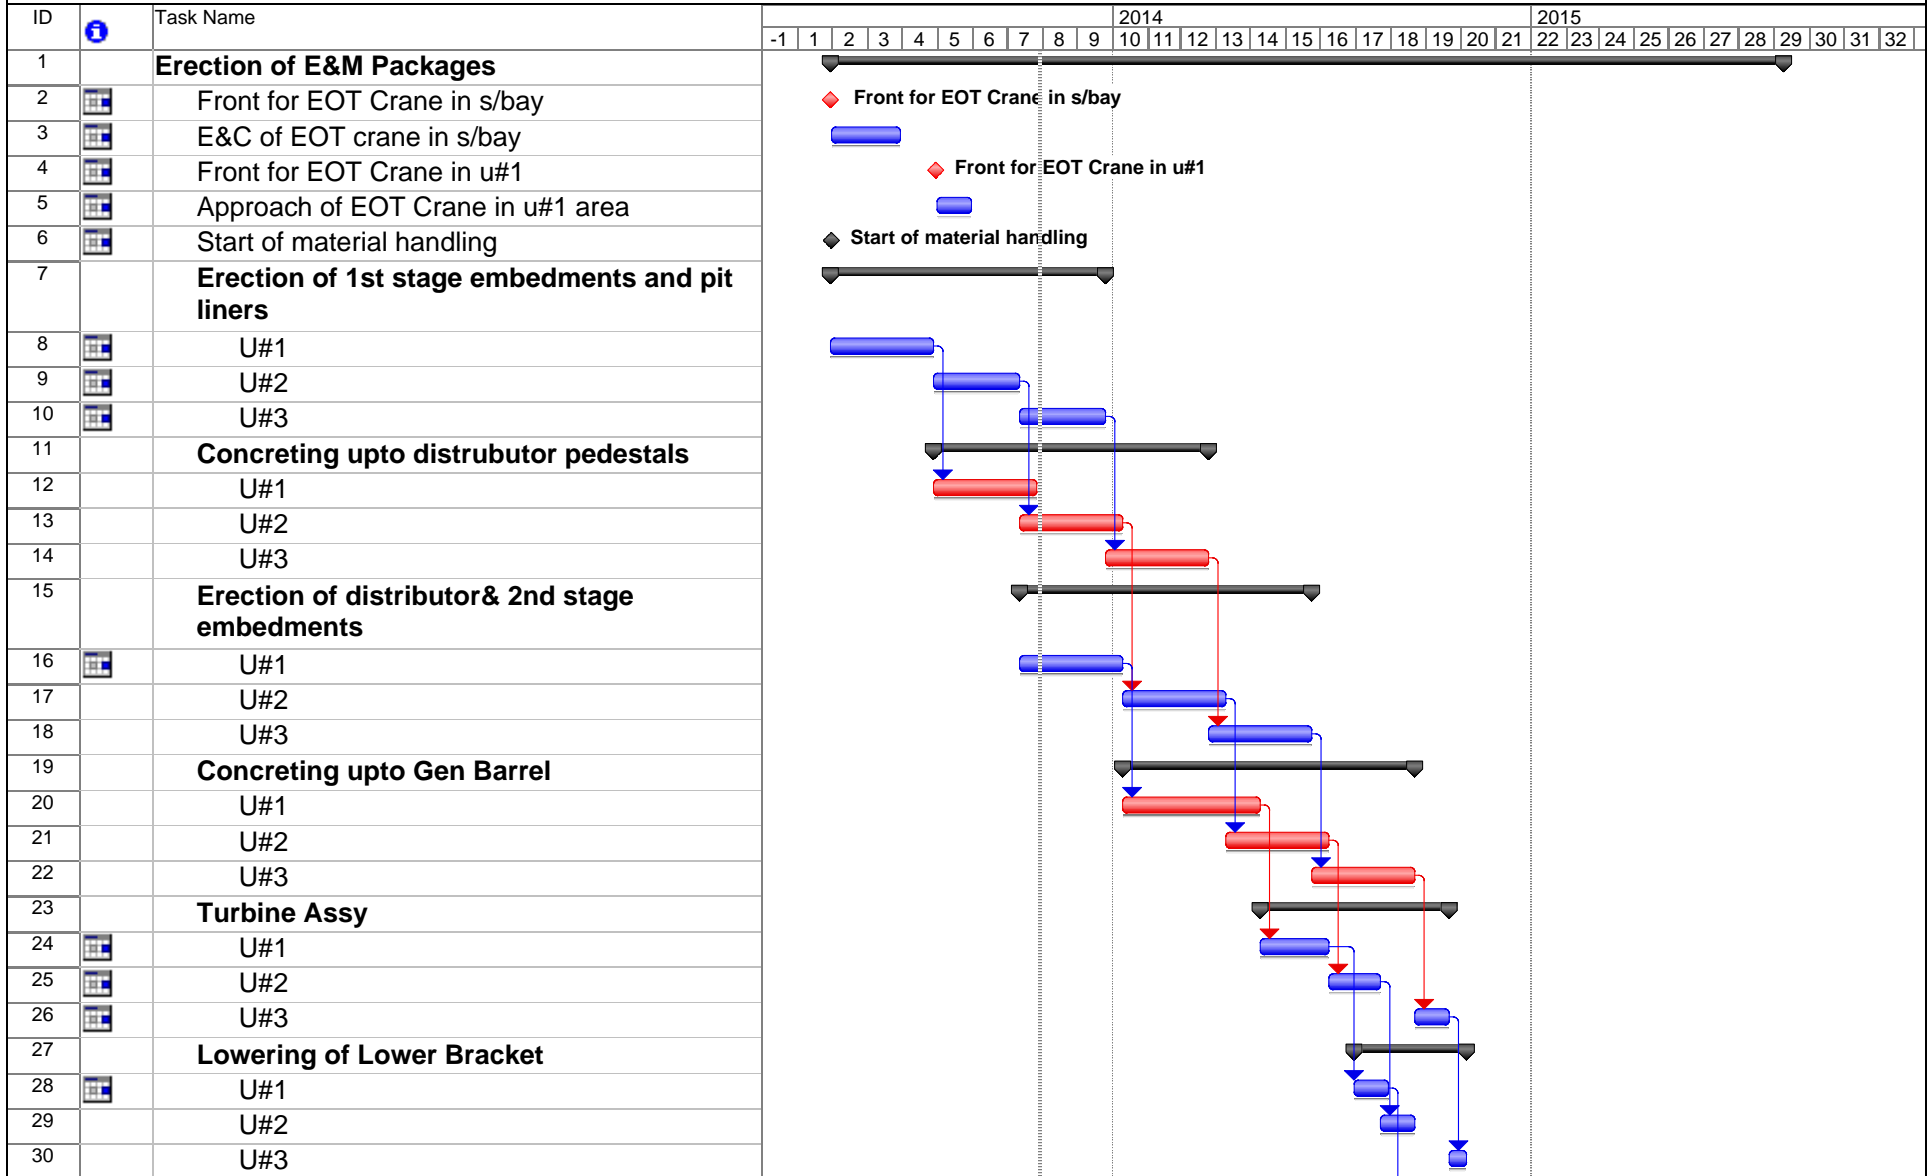 ID Task Name 2014 2015
-1 1 2 3 4 5 6 7 8 9 10 11 12 13 14 15 16 17 18 19 20 21 22 23 24 25 26 27 28 29 30 31 32
1 Erection of E&M Packages
2 Front for EOT Crane in s/bay Front for EOT Crane in s/bay
3 E&C of EOT crane in s/bay
4 Front for EOT Crane in u#1 Front for EOT Crane in u#1
5 Approach of EOT Crane in u#1 area
6 Start of material handling Start of material handling
7 Erection of 1st stage embedments and pit
liners
8 U#1
9 U#2
10 U#3
11 Concreting upto distrubutor pedestals
12 U#1
13 U#2
14 U#3
15 Erection of distributor& 2nd stage
embedments
16 U#1
17 U#2
18 U#3
19 Concreting upto Gen Barrel
20 U#1
21 U#2
22 U#3
23 Turbine Assy
24 U#1
25 U#2
26 U#3
27 Lowering of Lower Bracket
28 U#1
29 U#2
30 U#3